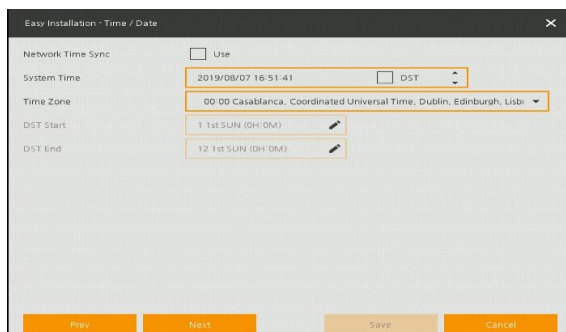 Easy Installation - Time / Date
Network Time Sync Use
System Time 2019/08/07 16:51:41 DST
Time Zone 00:00 Casablanca, Coordinated Universal Time, Dublin, Edinburgh, Lisb
DST Start 1 1st SUN (0H:0M)
DST End 12 1st SUN (0H:0M)
Prev Next Save Cancel